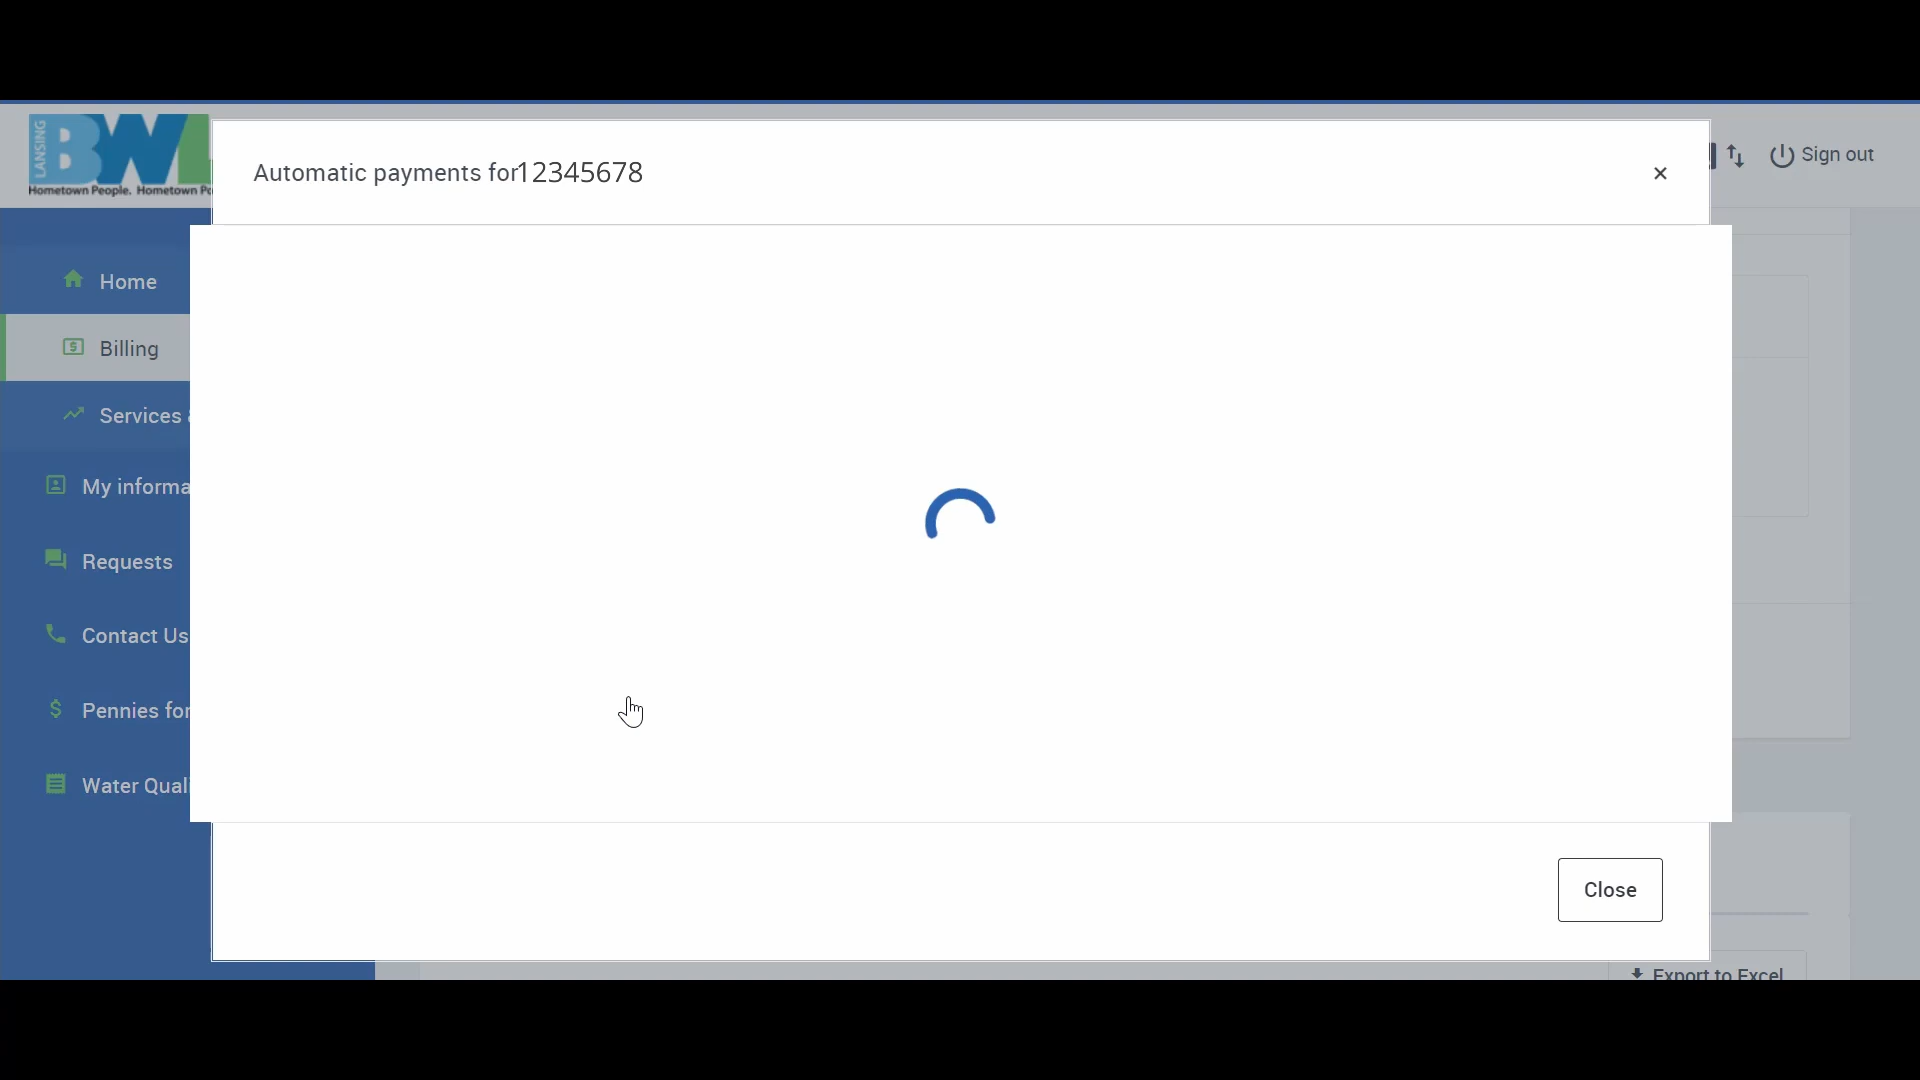 LANSING
BWL
Hometown People. Hometown
Automatic payments for12345678
×
Sign out
Home
Billing
Services
My informa
Requests
Contact Us
Pennies for
Water Quali
Close
Export to Excel